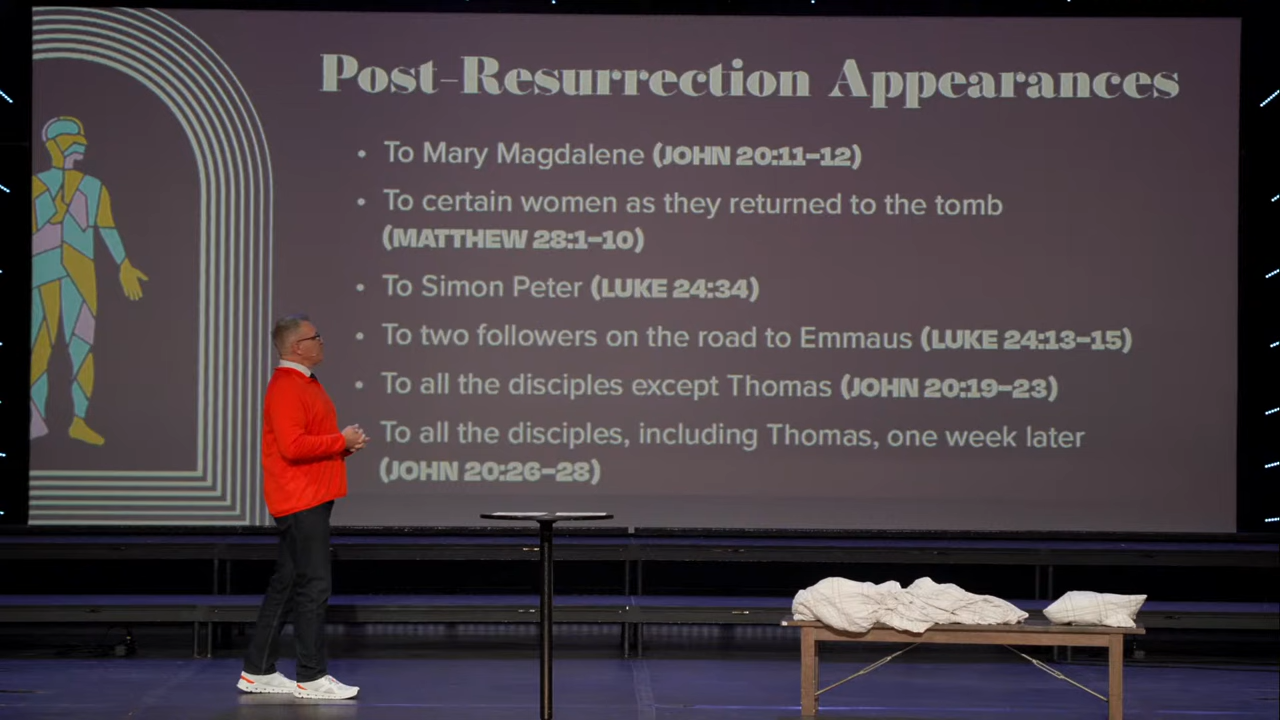 Post-Resurrection Appearances
• To Mary Magdalene (JOHN 20:11–12)
• To certain women as they returned to the tomb
(MATTHEW 28:1–10)
• To Simon Peter (LUKE 24:34)
• To two followers on the road to Emmaus (LUKE 24:13–15)
• To all the disciples except Thomas (JOHN 20:19–23)
To all the disciples, including Thomas, one week later
(JOHN 20:26–28)